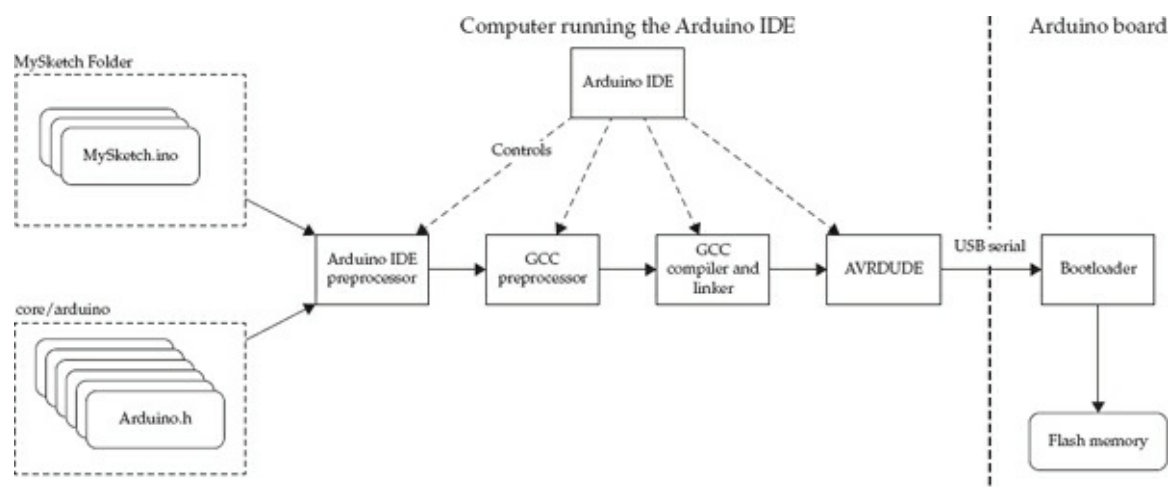 Computer running the Arduino IDE
Arduino board
MySketch Folder
MySketch.ino
Arduino IDE
Controls
Arduino IDE
preprocessor
GCC
preprocessor
GCC
compiler and
linker
AVRDUDE
USB serial
Bootloader
core/arduino
Arduino.h
Flash memory